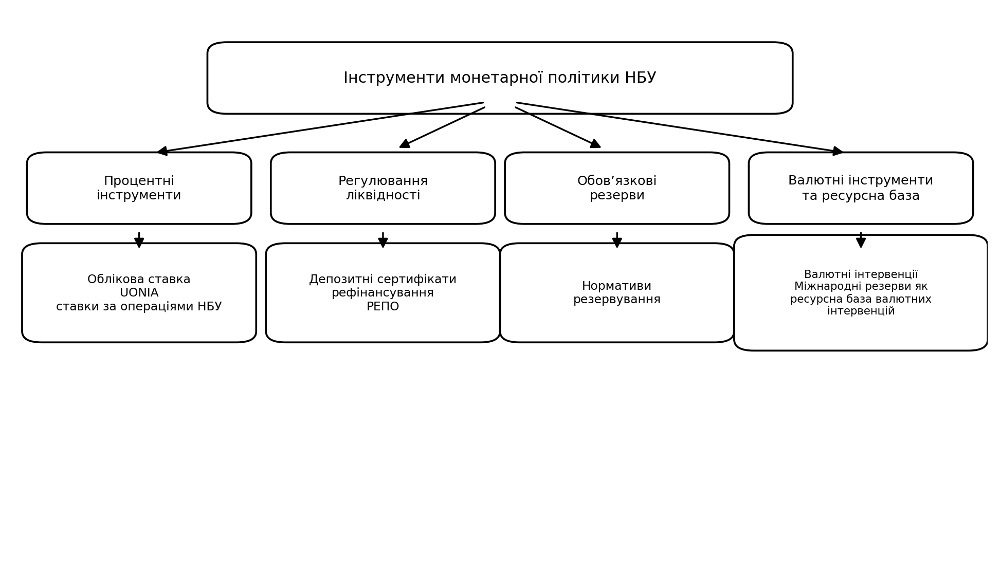 Інструменти монетарної політики НБУ
Процентні
інструменти
Регулювання
ліквідності
Обов’язкові
резерви
Валютні інструменти
та ресурсна база
Облікова ставка
UONIA
ставки за операціями НБУ
Депозитні сертифікати
рефінансування
РЕПО
Нормативи
резервування
Валютні інтервенції
Міжнародні резерви як
ресурсна база валютних
інтервенцій